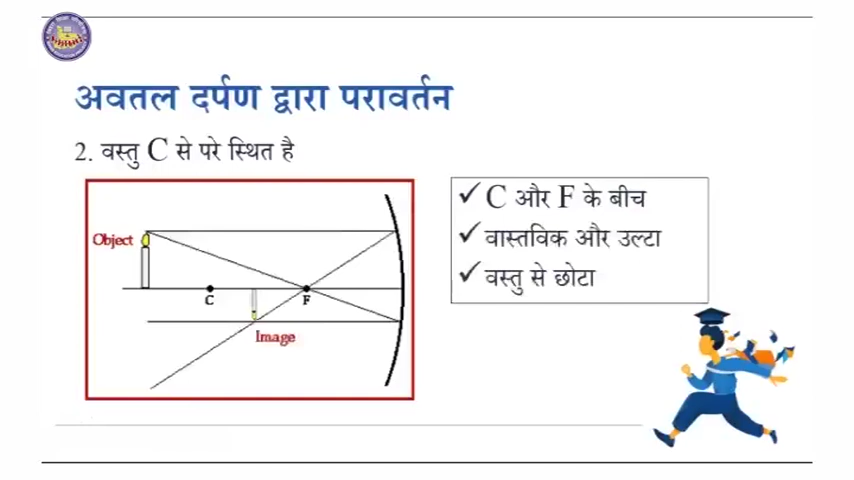 अवतल दर्पण द्वारा परावर्तन
2. वस्तु C से परे स्थित है
Object
C
F
Image
✓ C और F के बीच
✓ वास्तविक और उल्टा
✓ वस्तु से छोटा